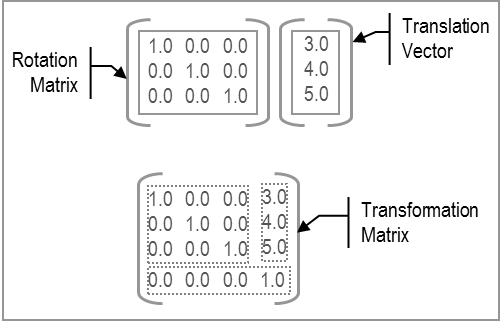 Rotation
Matrix
1.0 0.0 0.0
0.0 1.0 0.0
0.0 0.0 1.0
3.0
4.0
5.0
Translation
Vector
1.0 0.0 0.0 3.0
0.0 1.0 0.0 4.0
0.0 0.0 1.0 5.0
0.0 0.0 0.0 1.0
Transformation
Matrix